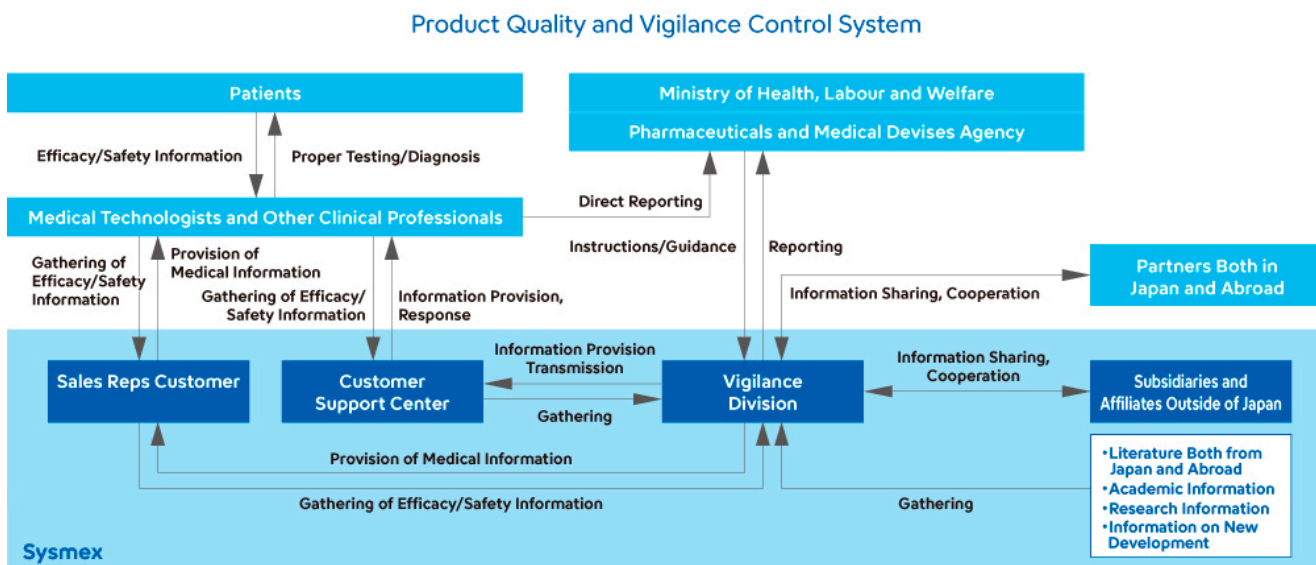 Product Quality and Vigilance Control System
Patients
Ministry of Health, Labour and Welfare
Pharmaceuticals and Medical Devises Agency
Efficacy/Safety Information
Proper Testing/Diagnosis
Medical Technologists and Other Clinical Professionals
Direct Reporting
Gathering of
Efficacy/Safety
Information
Provision of
Medical Information
Gathering of Efficacy/
Safety Information
Information Provision,
Response
Instructions/Guidance
Reporting
Information Sharing, Cooperation
Partners Both in
Japan and Abroad
Sales Reps Customer
Customer
Support Center
Information Provision
Transmission
Gathering
Vigilance
Division
Information Sharing,
Cooperation
Subsidiaries and
Affiliates Outside of Japan
Provision of Medical Information
Gathering of Efficacy/Safety Information
Gathering
•Literature Both from
Japan and Abroad
•Academic Information
•Research Information
•Information on New
Development
Sysmex